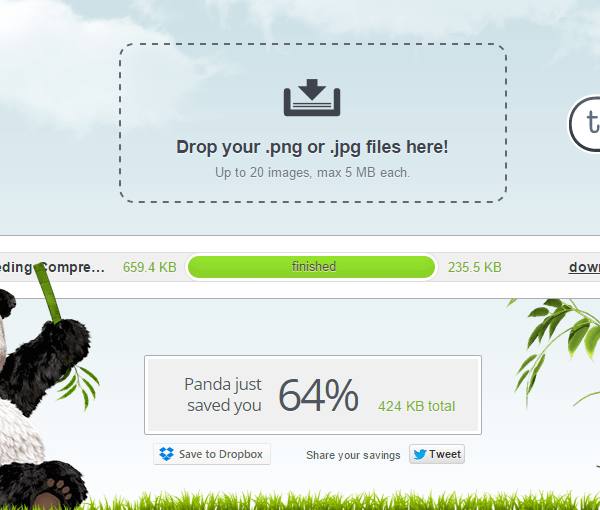 Drop your .png or .jpg files here!
Up to 20 images, max 5 MB each.
t
eding-Compre... 659.4 KB finished 235.5 KB down
Panda just
saved you 64% 424 KB total
Save to Dropbox Share your savings Tweet